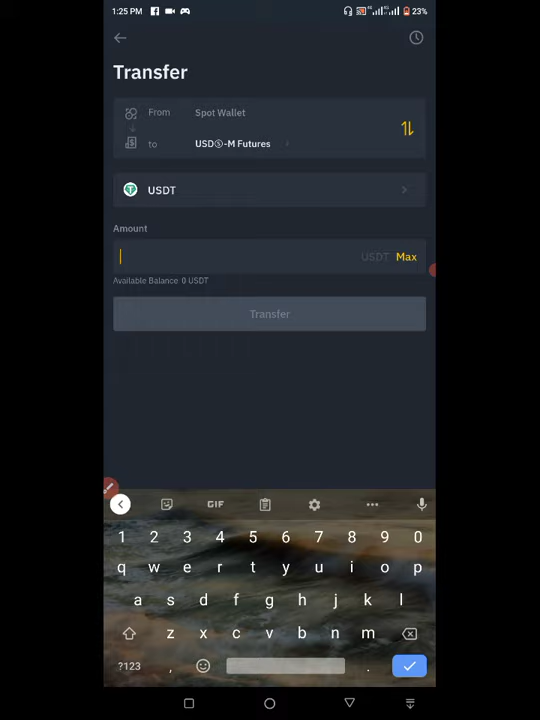 1:25 PM 23%
Transfer
From Spot Wallet
to USDⓈ-M Futures
USDT
Amount
USDT Max
Available Balance: 0 USDT
Transfer
GIF
1 2 3 4 5 6 7 8 9 0
q w e r t y u i o p
a s d f g h j k l
z x c v b n m
?123 , .